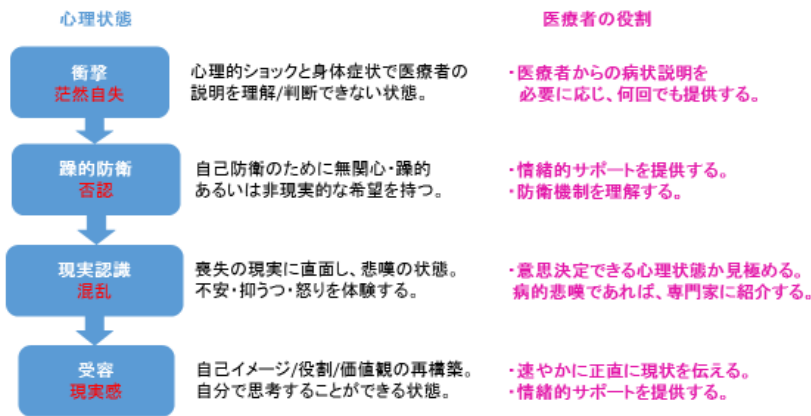 心理状態
医療者の役割
衝撃
茫然自失
心理的ショックと身体症状で医療者の
説明を理解/判断できない状態。
・医療者からの病状説明を
必要に応じ、何回でも提供する。
躁的防衛
否認
自己防衛のために無関心・躁的
あるいは非現実的な希望を持つ。
・情緒的サポートを提供する。
・防衛機制を理解する。
現実認識
混乱
喪失の現実に直面し、悲嘆の状態。
不安・抑うつ・怒りを体験する。
・意思決定できる心理状態か見極める。
病的悲嘆であれば、専門家に紹介する。
受容
現実感
自己イメージ/役割/価値観の再構築。
自分で思考することができる状態。
・速やかに正直に現状を伝える。
・情緒的サポートを提供する。